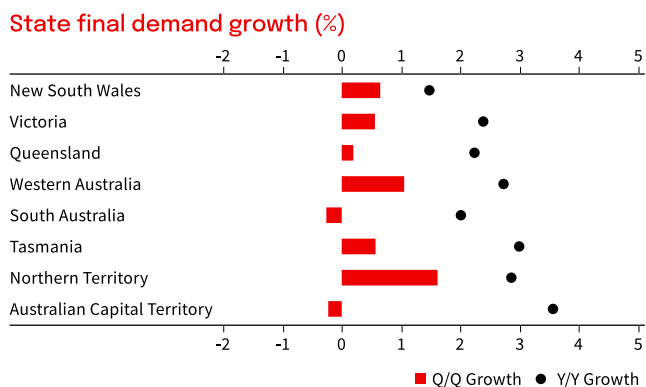 State final demand growth (%)
-2 -1 0 1 2 3 4 5
New South Wales
Victoria
Queensland
Western Australia
South Australia
Tasmania
Northern Territory
Australian Capital Territory
-2 -1 0 1 2 3 4 5
Q/Q Growth Y/Y Growth